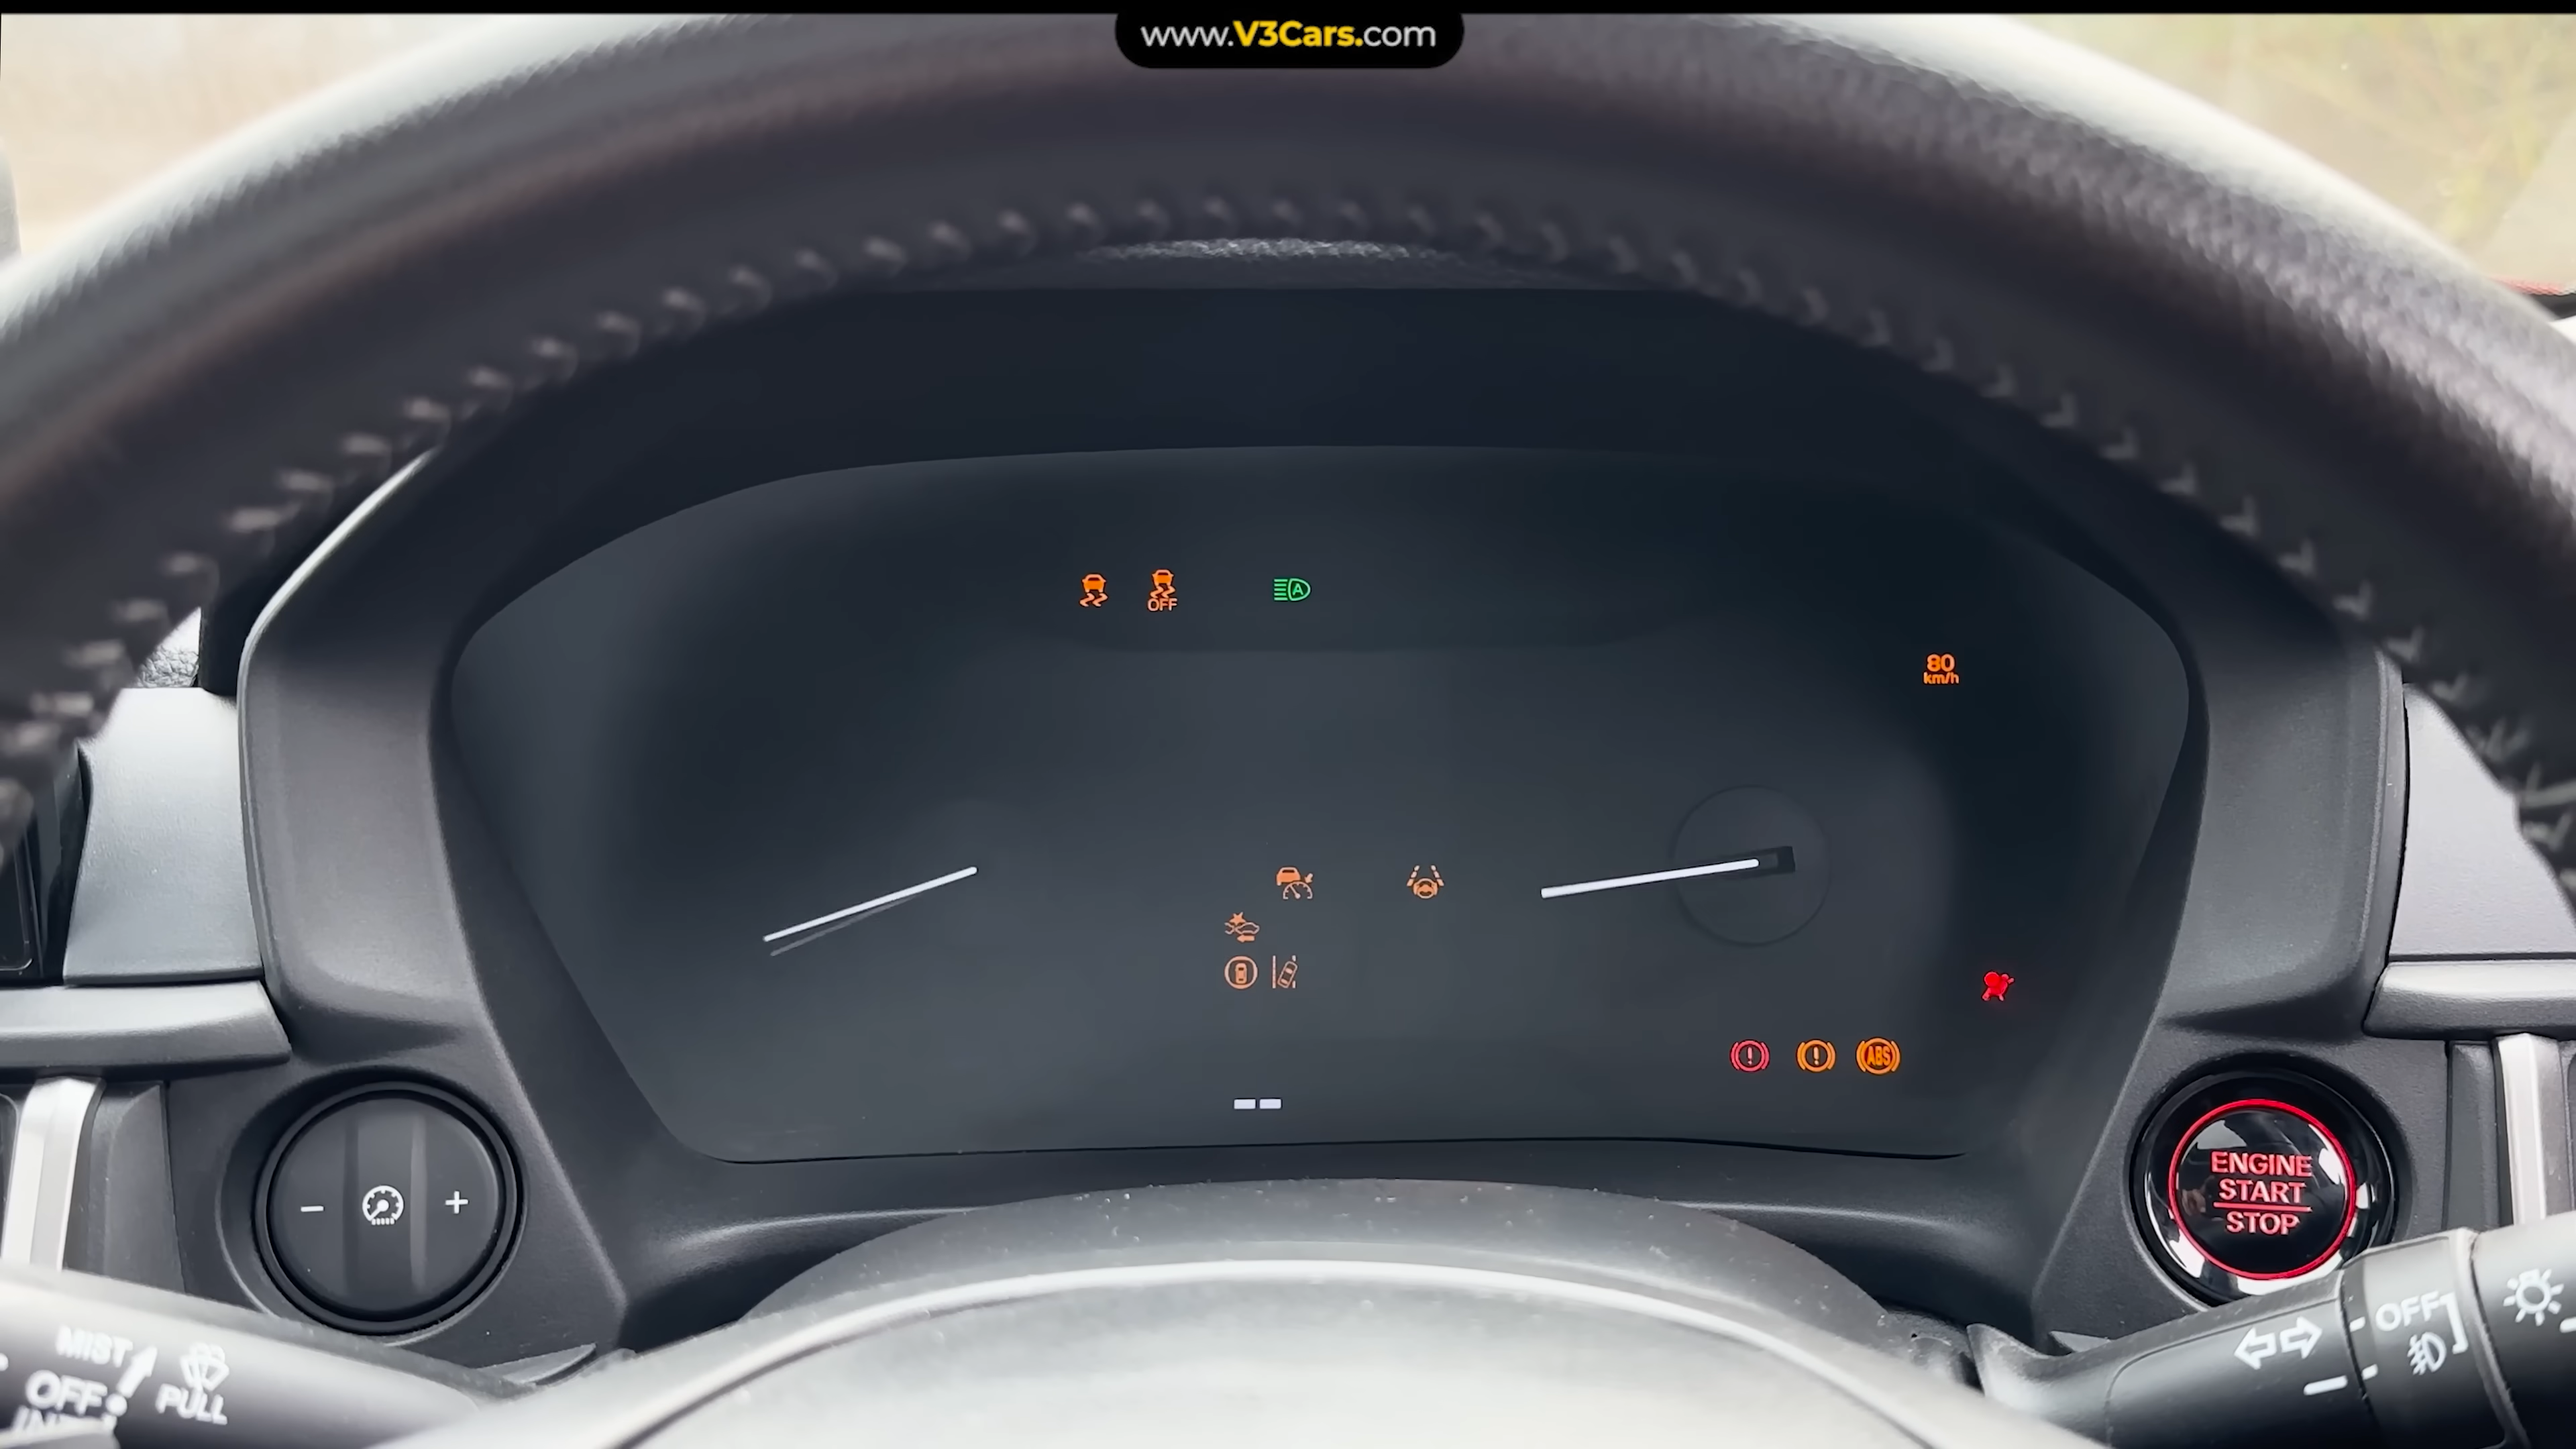 www.V3Cars.com
OFF
A
80
km/h
ABS
ENGINE
START
STOP
MIST
OFF
PULL
OFF